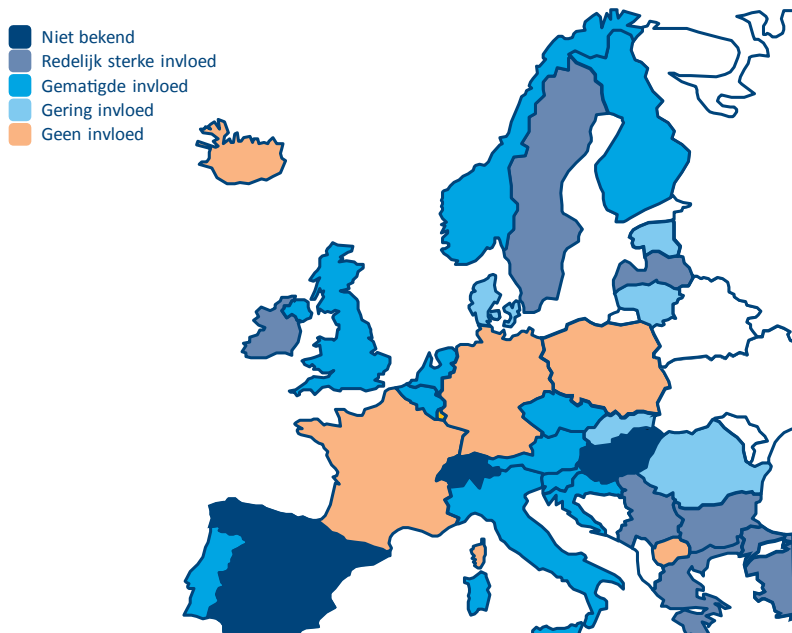 Niet bekend
Redelijk sterke invloed
Gematigde invloed
Gering invloed
Geen invloed